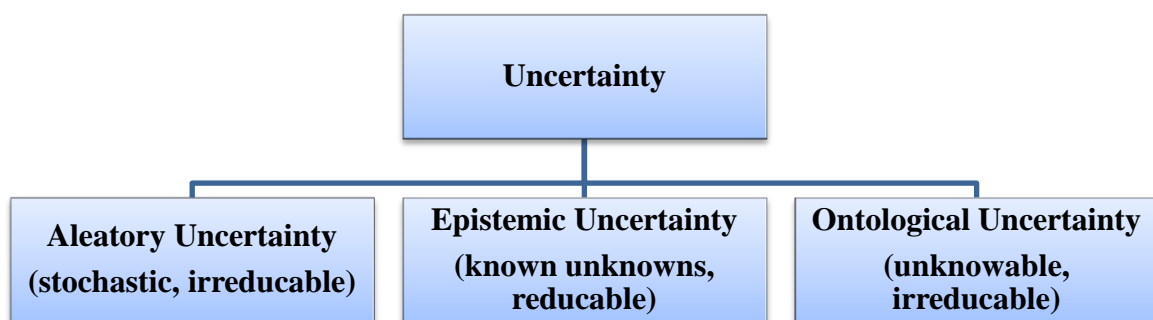 Uncertainty
Aleatory Uncertainty
(stochastic, irreducable)
Epistemic Uncertainty
(known unknowns,
reducable)
Ontological Uncertainty
(unknowable,
irreducable)